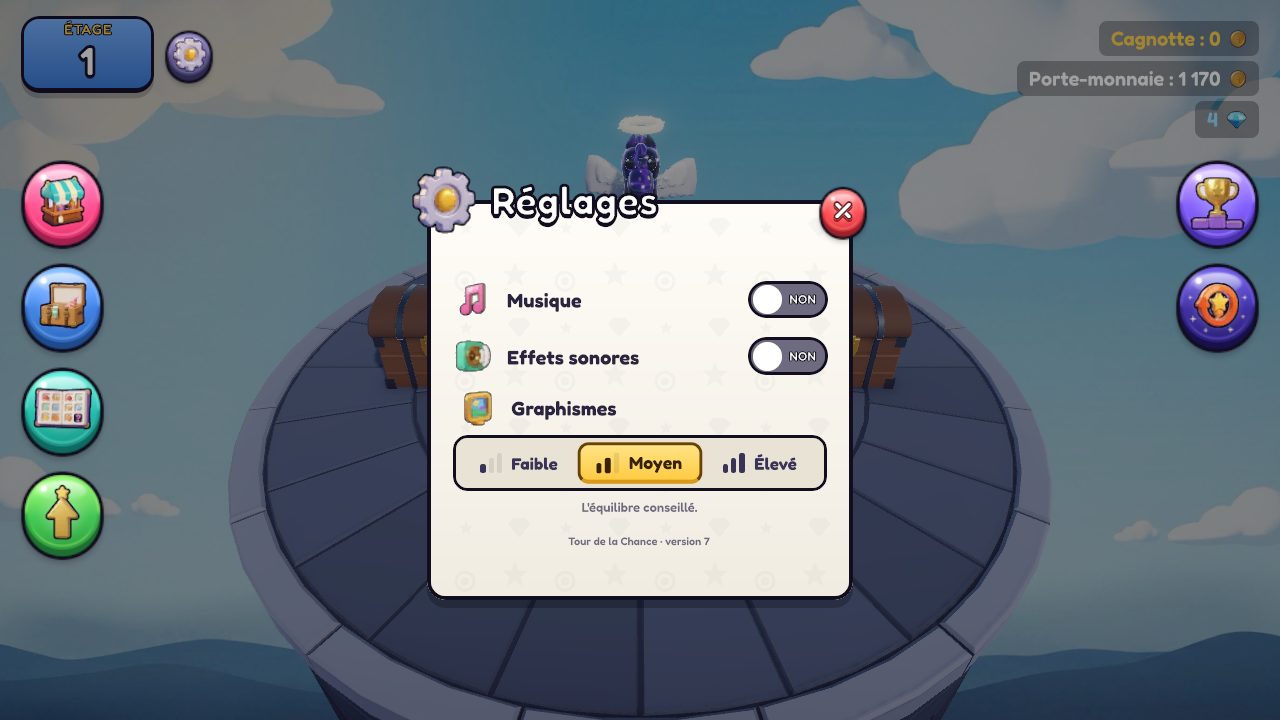 ÉTAGE
1
Cagnotte : 0
Porte-monnaie : 1 170
4
Réglages
Musique
NON
Effets sonores
NON
Graphismes
Faible
Moyen
Élevé
L'équilibre conseillé.
Tour de la Chance · version 7